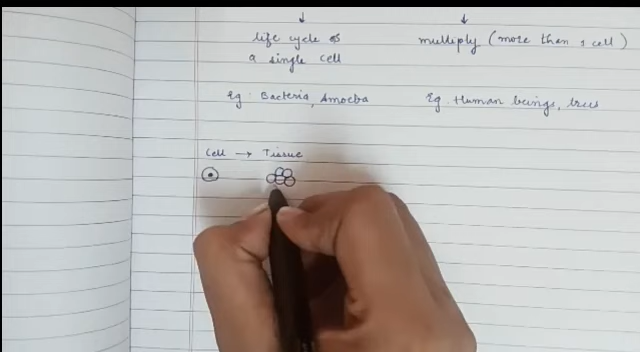 life cycle of
a single cell
multiply (more than 1 cell)
Eg. Bacteria, Amoeba
Eg. Human beings, trees
Cell → Tissue